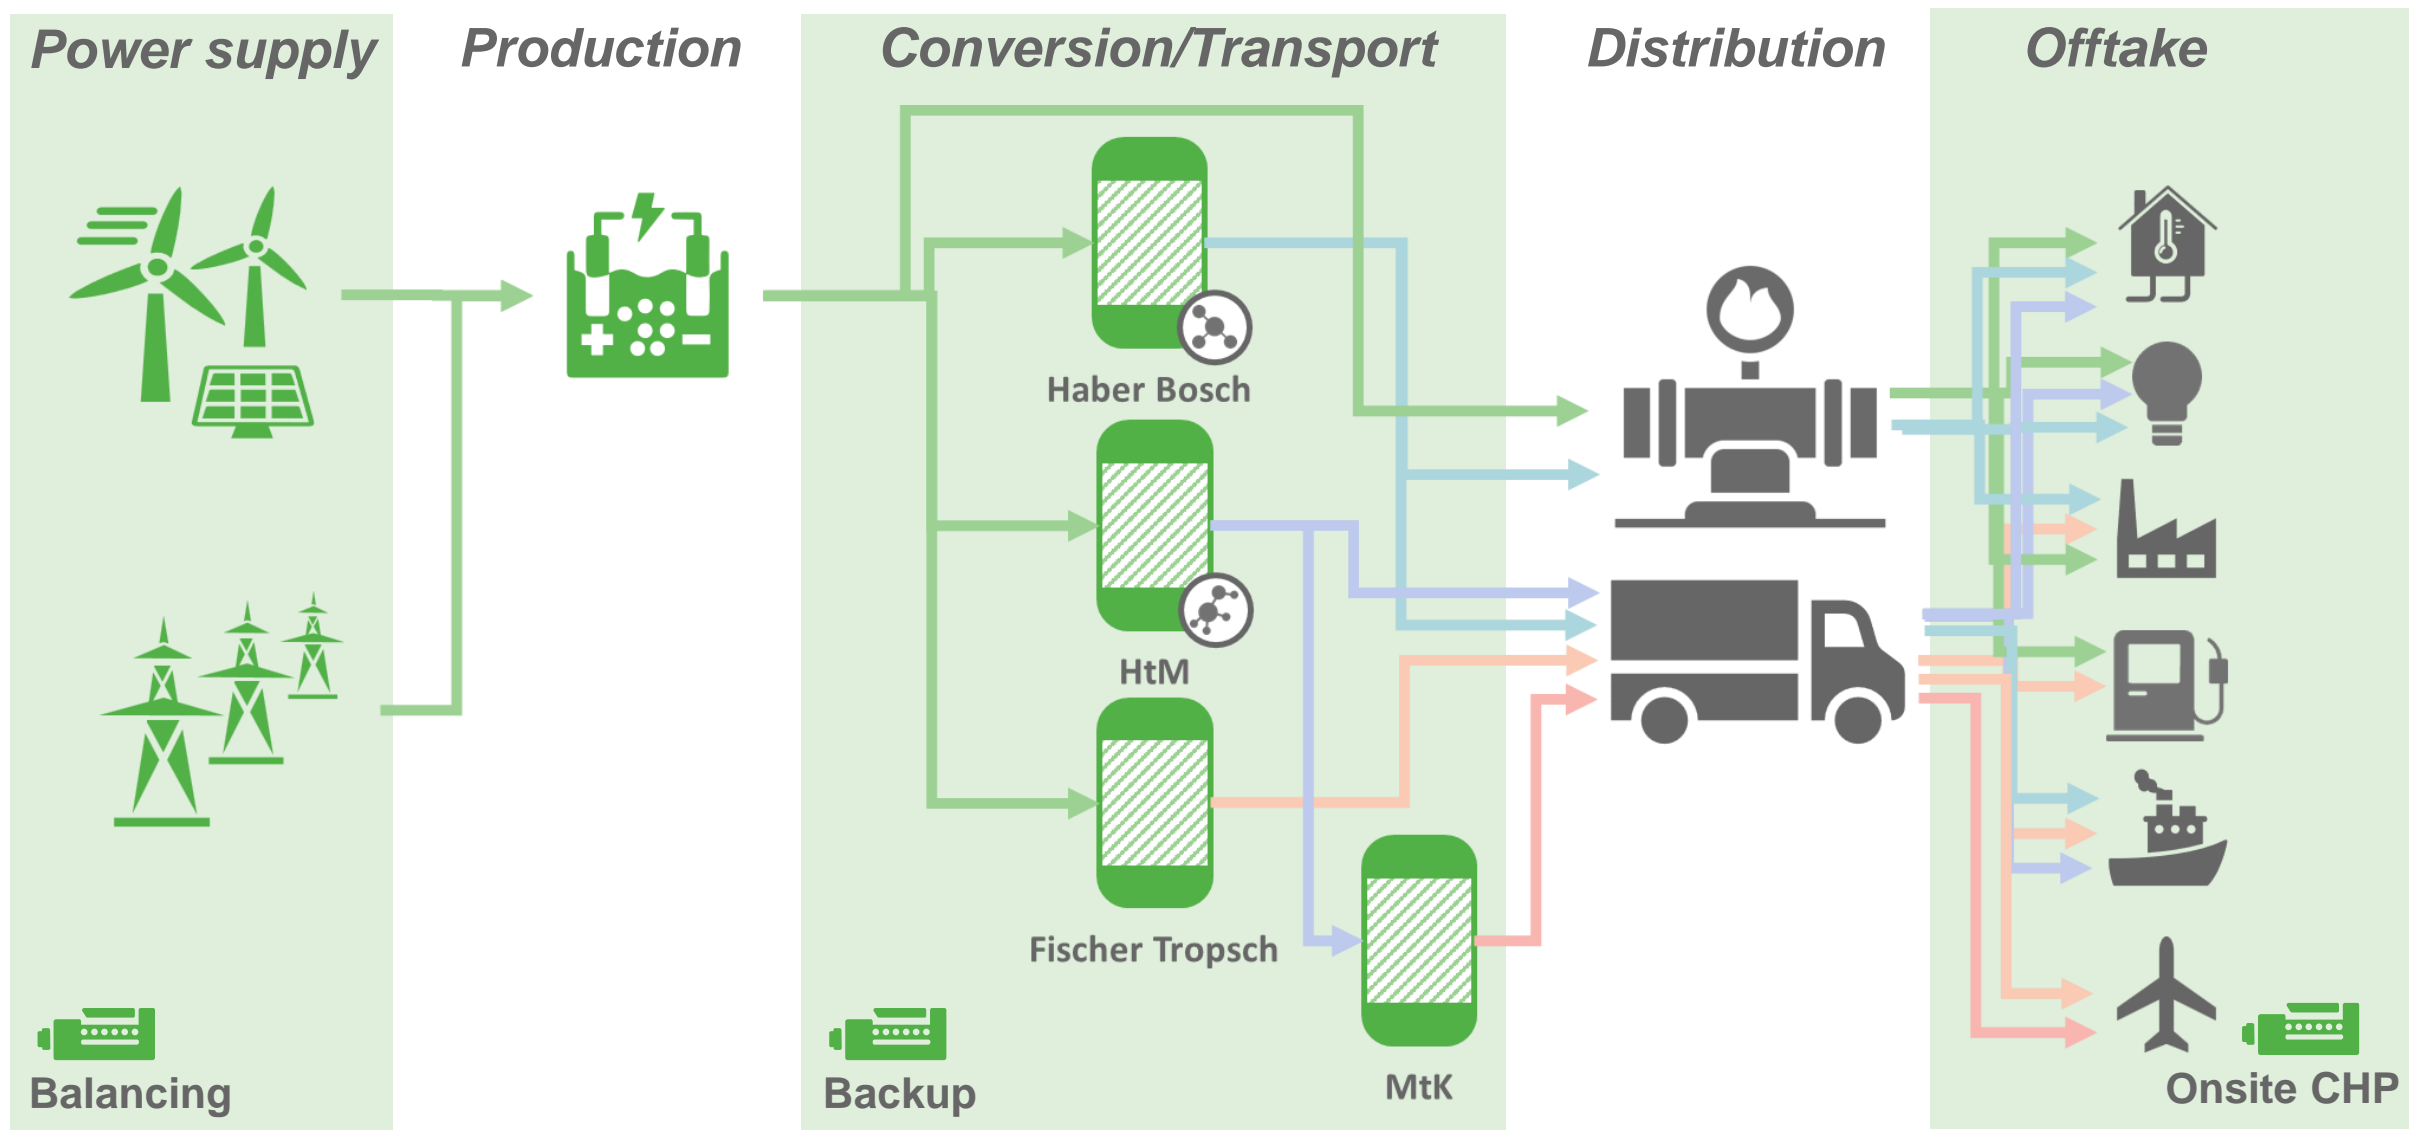 Power supply
Production
Conversion/Transport
Distribution
Offtake
Haber Bosch
HtM
Fischer Tropsch
MtK
Balancing
Backup
Onsite CHP